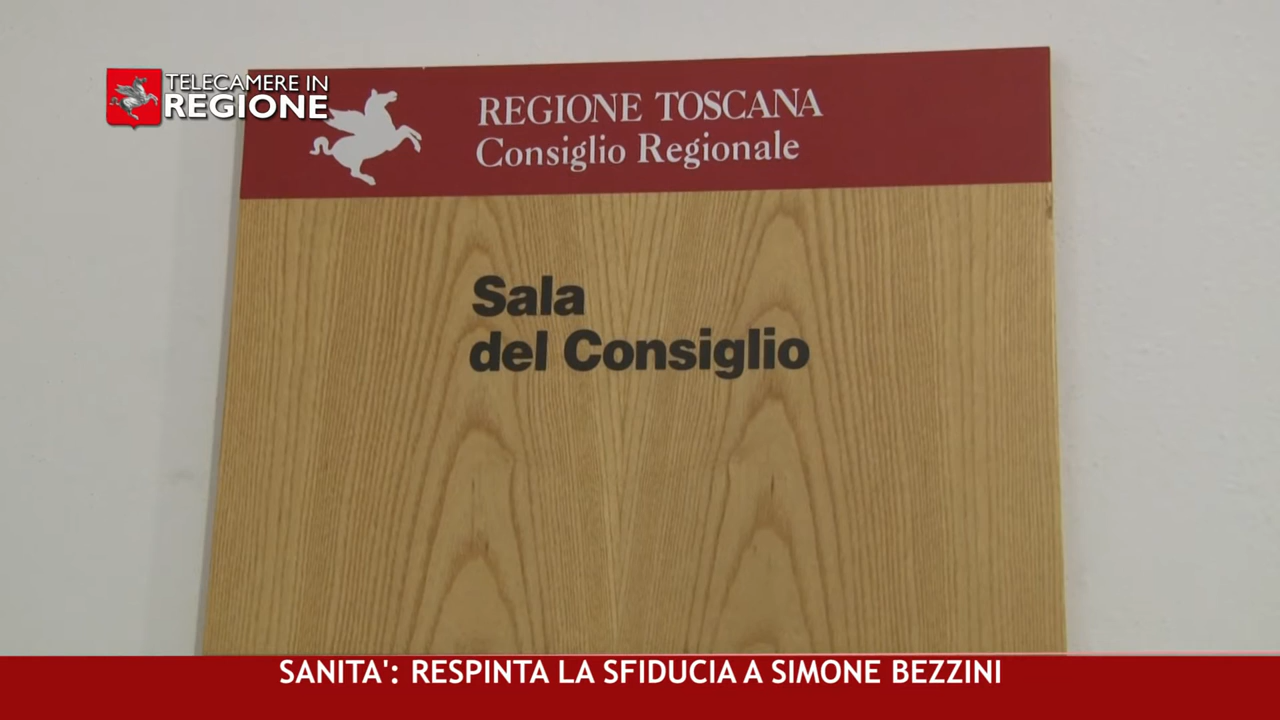 TELECAMERE IN
REGIONE
REGIONE TOSCANA
Consiglio Regionale
Sala
del Consiglio
SANITA': RESPINTA LA SFIDUCIA A SIMONE BEZZINI